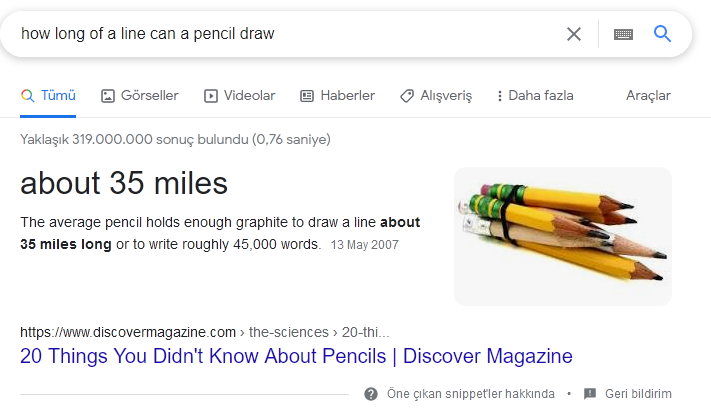 how long of a line can a pencil draw
Tümü Görseller Videolar Haberler Alışveriş Daha fazla Araçlar
Yaklaşık 319.000.000 sonuç bulundu (0,76 saniye)
about 35 miles
The average pencil holds enough graphite to draw a line about
35 miles long or to write roughly 45,000 words. 13 May 2007
https://www.discovermagazine.com › the-sciences › 20-thi...
20 Things You Didn't Know About Pencils | Discover Magazine
Öne çıkan snippet'ler hakkında • Geri bildirim